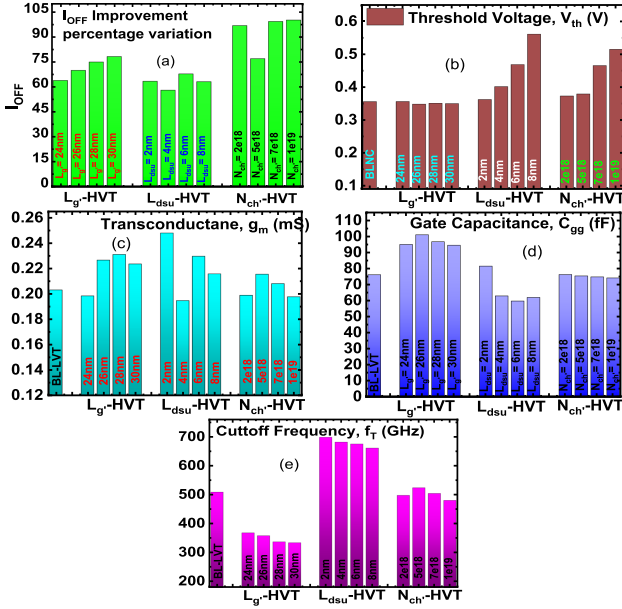 I_OFF Improvement
percentage variation
(a)
I_OFF
105
90
75
60
45
30
15
0
L_g= 24nm
L_g= 26nm
L_g= 28nm
L_g= 30nm
L_dsu= 2nm
L_dsu= 4nm
L_dsu= 6nm
L_dsu= 8nm
N_ch= 2e18
N_ch= 5e18
N_ch= 7e18
N_ch= 1e19
L_g'-HVT
L_dsu-HVT
N_ch'-HVT
Threshold Voltage, V_th (V)
(b)
0.6
0.5
0.4
0.3
0.2
0.1
BLNC
24nm
26nm
28nm
30nm
2nm
4nm
6nm
8nm
2e18
5e18
7e18
1e19
L_g'-HVT
L_dsu-HVT
N_ch'-HVT
Transconductane, g_m (mS)
(c)
0.26
0.24
0.22
0.20
0.18
0.16
0.14
0.12
BL-LVT
24nm
26nm
28nm
30nm
2nm
4nm
6nm
8nm
2e18
5e18
7e18
1e19
L_g'-HVT
L_dsu-HVT
N_ch'-HVT
Gate Capacitance, C_gg (fF)
(d)
110
100
90
80
70
60
50
40
30
20
10
0
BL-LVT
L_g= 24nm
L_g= 26nm
L_g= 28nm
L_g= 30nm
L_dsu= 2nm
L_dsu= 4nm
L_dsu= 6nm
L_dsu= 8nm
N_ch= 2e18
N_ch= 5e18
N_ch= 7e18
N_ch= 1e19
L_g'-HVT
L_dsu-HVT
N_ch'-HVT
Cuttoff Frequency, f_T (GHz)
(e)
700
600
500
400
300
200
BL-LVT
24nm
26nm
28nm
30nm
2nm
4nm
6nm
8nm
2e18
5e18
7e18
1e19
L_g'-HVT
L_dsu-HVT
N_ch'-HVT